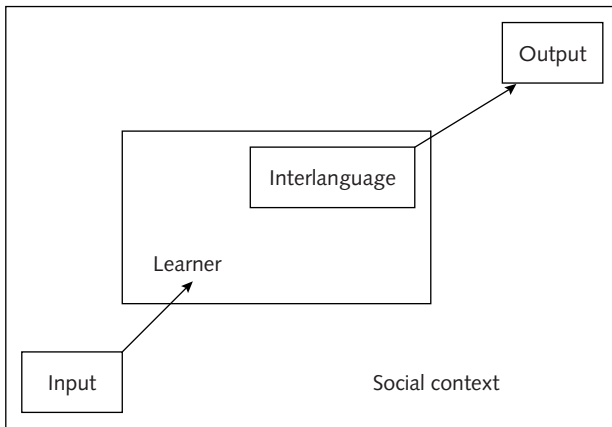 Output
Interlanguage
Learner
Input
Social context